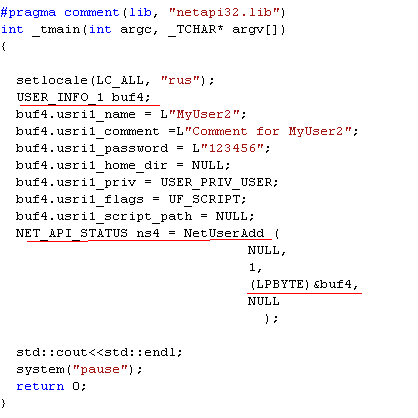 #pragma comment(lib, "netapi32.lib")
int _tmain(int argc, _TCHAR* argv[])
{
setlocale(LC_ALL, "rus");
USER_INFO_1 buf4;
buf4.usri1_name = L"MyUser2";
buf4.usri1_comment =L"Comment for MyUser2";
buf4.usri1_password = L"123456";
buf4.usri1_home_dir = NULL;
buf4.usri1_priv = USER_PRIV_USER;
buf4.usri1_flags = UF_SCRIPT;
buf4.usri1_script_path = NULL;
NET_API_STATUS ns4 = NetUserAdd (
NULL,
1,
(LPBYTE)&buf4,
NULL
);
std::cout<<std::endl;
system("pause");
return 0;
}